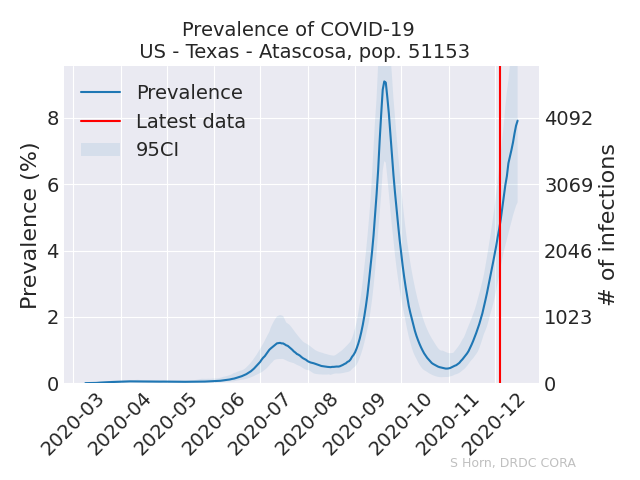 Prevalence of COVID-19
US - Texas - Atascosa, pop. 51153
Prevalence
Latest data
95CI
Prevalence (%)
8
6
4
2
0
4092
3069
2046
1023
0
# of infections
2020-03
2020-04
2020-05
2020-06
2020-07
2020-08
2020-09
2020-10
2020-11
2020-12
S Horn, DRDC CORA